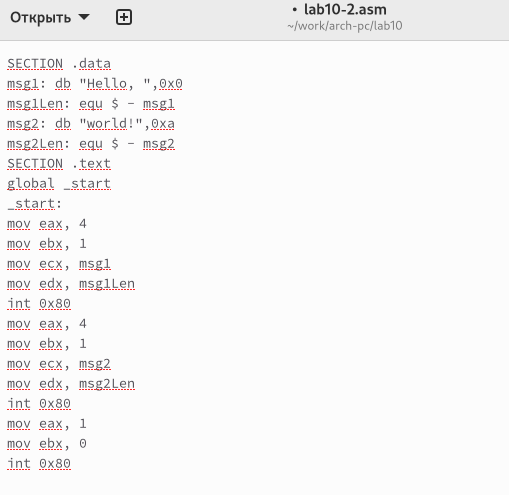 Открыть
• lab10-2.asm
~/work/arch-pc/lab10
SECTION .data
msg1: db "Hello, ",0x0
msg1Len: equ $ - msg1
msg2: db "world!",0xa
msg2Len: equ $ - msg2
SECTION .text
global _start
_start:
mov eax, 4
mov ebx, 1
mov ecx, msg1
mov edx, msg1Len
int 0x80
mov eax, 4
mov ebx, 1
mov ecx, msg2
mov edx, msg2Len
int 0x80
mov eax, 1
mov ebx, 0
int 0x80